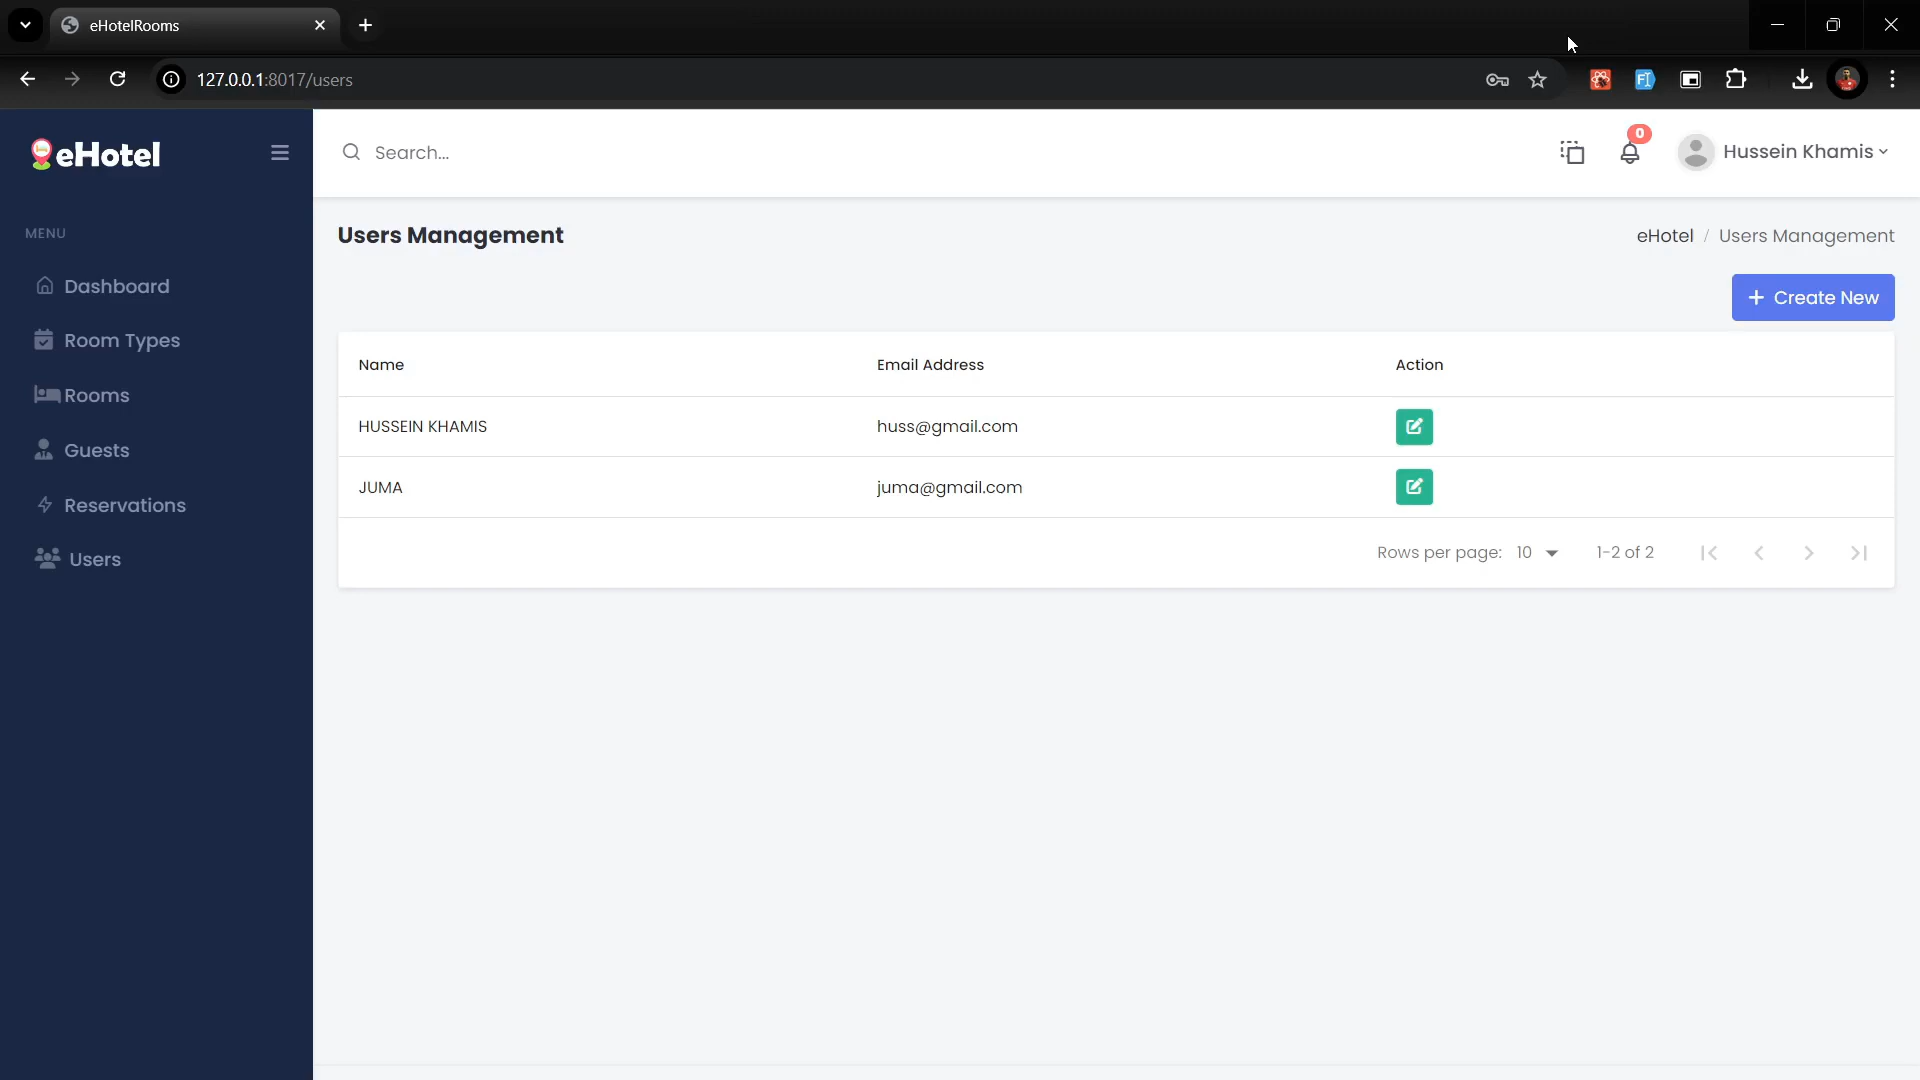 eHotelRooms
127.0.0.1:8017/users
eHotel
Search...
0
Hussein Khamis
MENU
Dashboard
Room Types
Rooms
Guests
Reservations
Users
Users Management
eHotel / Users Management
+ Create New
Name Email Address Action
HUSSEIN KHAMIS huss@gmail.com
JUMA juma@gmail.com
Rows per page: 10 1-2 of 2